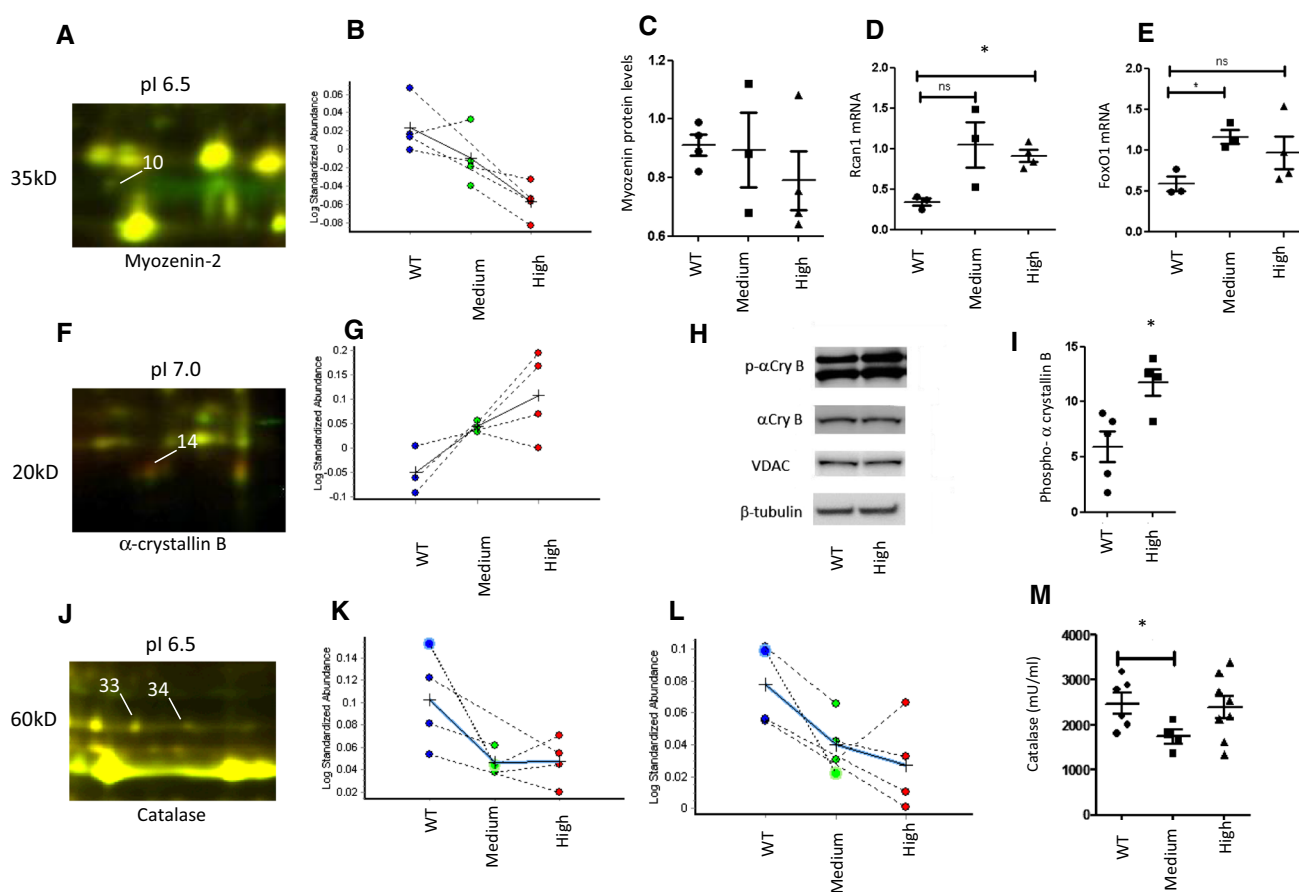 A
pI 6.5
10
35kD
Myozenin-2
B
Log Standardized Abundance
0.06
0.04
0.02
0
-0.02
-0.04
-0.06
-0.08
WT
Medium
High
C
Myozenin protein levels
1.2
1.0
0.8
0.6
WT
Medium
High
D
Rcan1 mRNA
2.0
1.5
1.0
0.5
0.0
*
ns
WT
Medium
High
E
FoxO1 mRNA
2.0
1.5
1.0
0.5
0.0
ns
*
WT
Medium
High
F
pI 7.0
14
20kD
α-crystallin B
G
Log Standardized Abundance
0.2
0.15
0.1
0.05
0
-0.05
-0.1
WT
Medium
High
H
p-αCry B
αCry B
VDAC
β-tubulin
WT
High
I
Phospho- α crystallin B
15
10
5
0
*
WT
High
J
pI 6.5
33
34
60kD
Catalase
K
Log Standardized Abundance
0.14
0.12
0.1
0.08
0.06
0.04
0.02
WT
Medium
High
L
Log Standardized Abundance
0.1
0.08
0.06
0.04
0.02
0
WT
Medium
High
M
Catalase (mU/ml)
4000
3000
2000
1000
0
*
WT
Medium
High